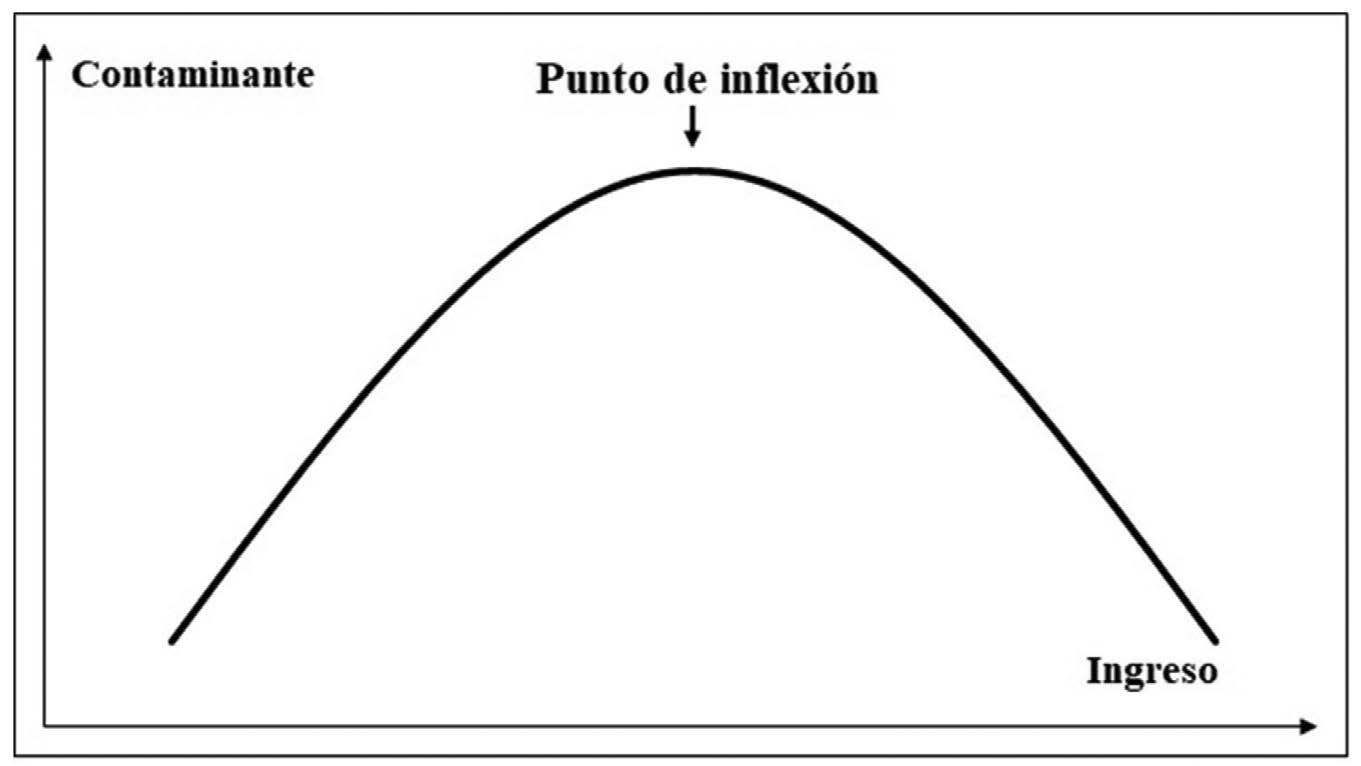 Contaminante
Punto de inflexión
Ingreso